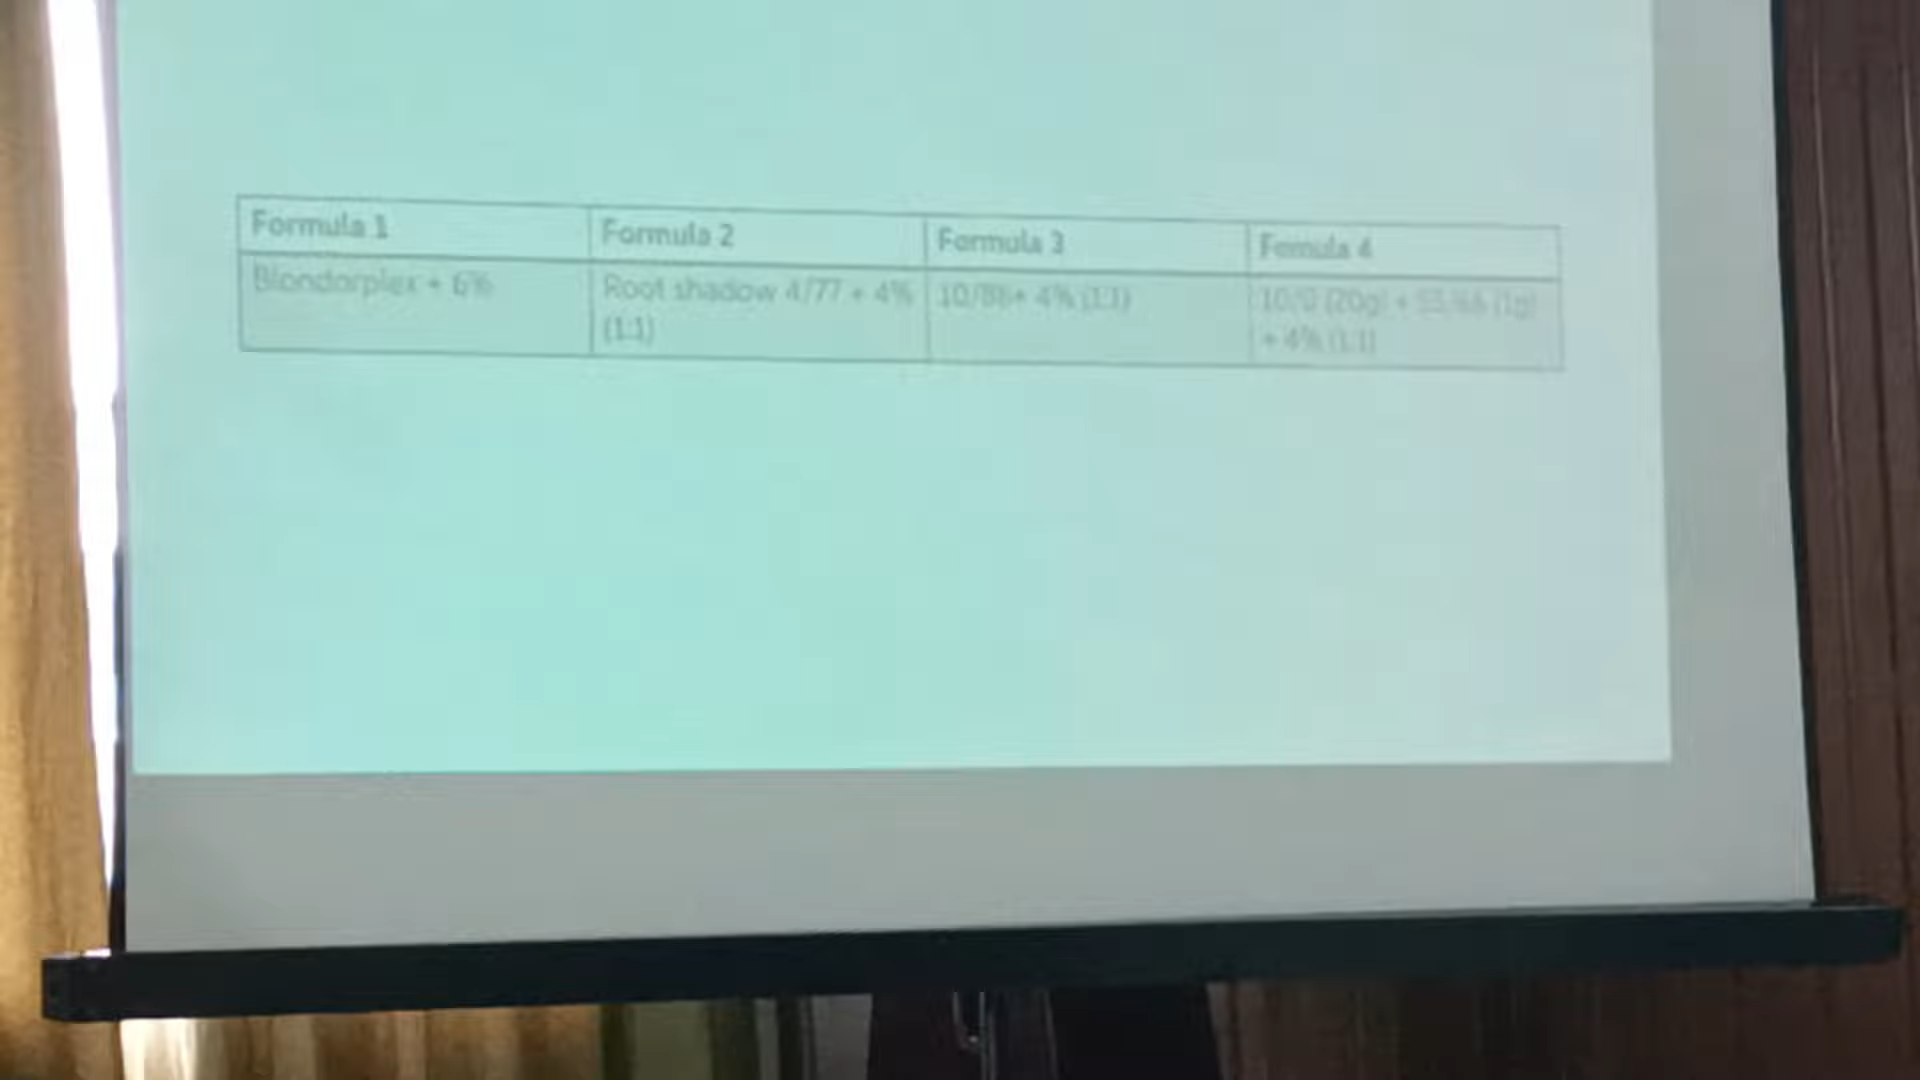 Formula 1
Formula 2
Formula 3
Fomula 4
Blondorplex + 6%
Root shadow 4/77 + 4%
(1:1)
10/88+ 4% (1:1)
10/0 (20g) + (1g)
+ 4% (1:1)